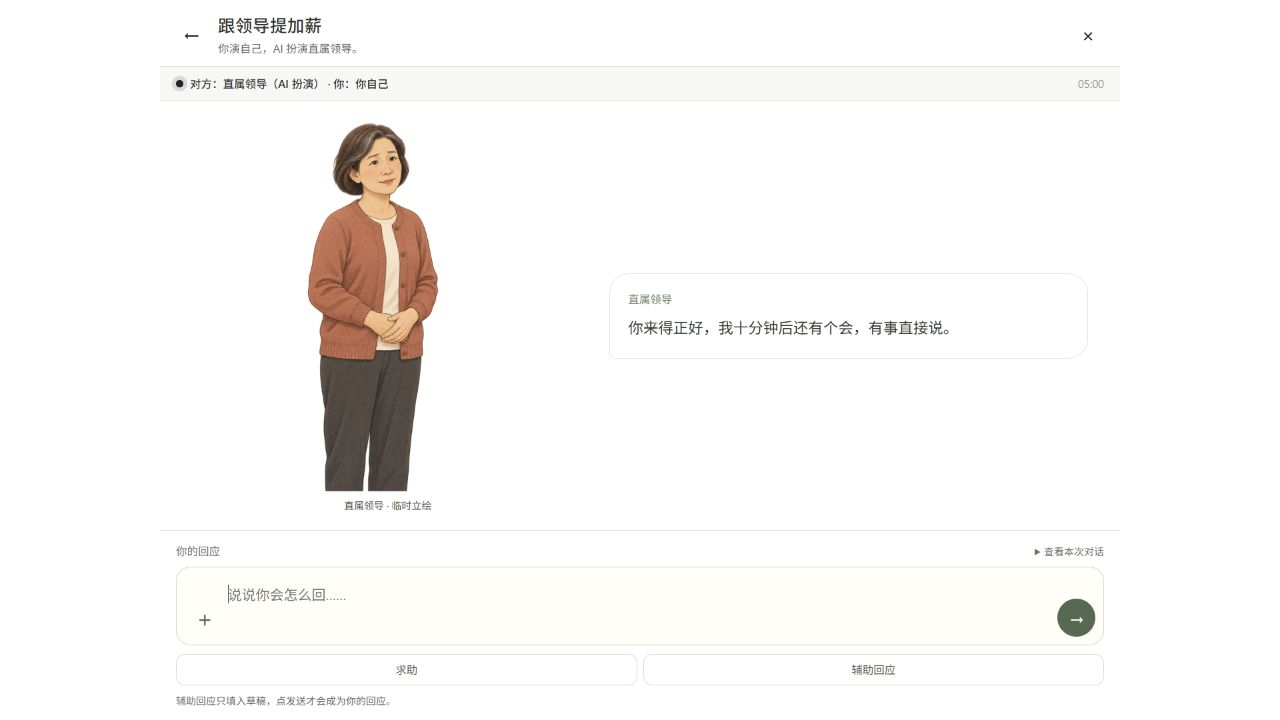 跟领导提加薪
你演自己，AI 扮演直属领导。
对方：直属领导（AI 扮演） · 你：你自己
05:00
直属领导
你来得正好，我十分钟后还有个会，有事直接说。
直属领导 · 临时立绘
你的回应
查看本次对话
说说你会怎么回……
求助
辅助回应
辅助回应只填入草稿，点发送才会成为你的回应。